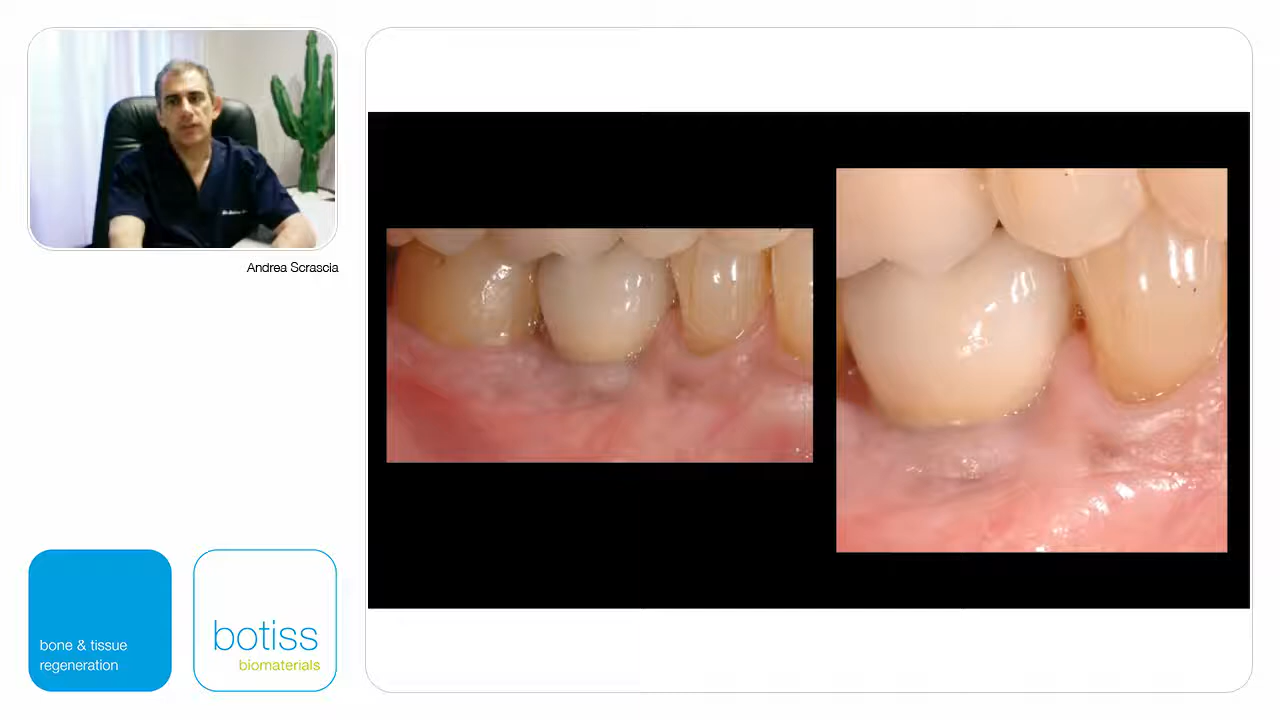 Andrea Scrascia
bone & tissue
regeneration
botiss
biomaterials